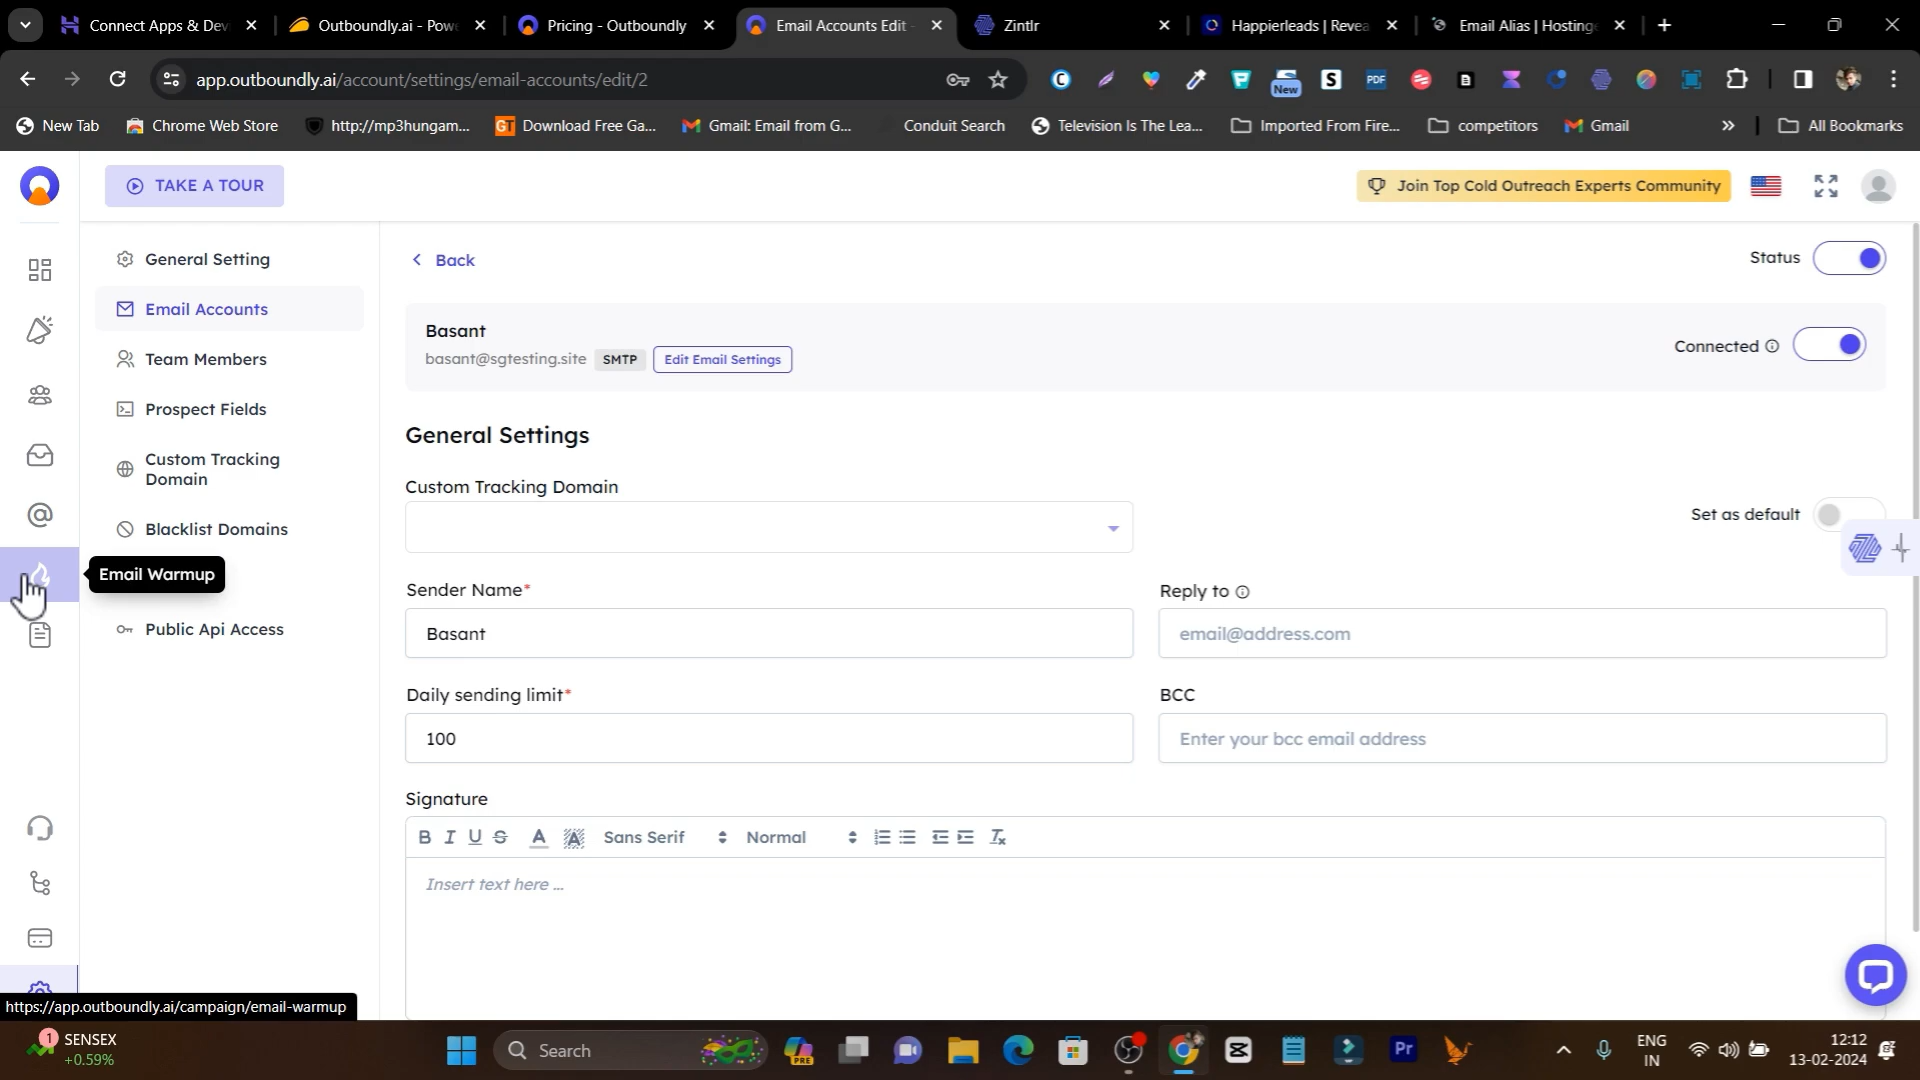 Connect Apps & Dev
Outboundly.ai - Powe
Pricing - Outboundly
Email Accounts Edit -
Zintlr
Happierleads | Revea
Email Alias | Hosting
app.outboundly.ai/account/settings/email-accounts/edit/2
New
PDF
New Tab
Chrome Web Store
http://mp3hungam...
GT
Download Free Ga...
Gmail: Email from G...
Conduit Search
Television Is The Lea...
Imported From Fire...
competitors
Gmail
All Bookmarks
TAKE A TOUR
Join Top Cold Outreach Experts Community
General Setting
Back
Status
Email Accounts
Basant
basant@sgtesting.site
SMTP
Edit Email Settings
Connected
Team Members
Prospect Fields
General Settings
Custom Tracking
Domain
Custom Tracking Domain
Set as default
Blacklist Domains
Email Warmup
Sender Name*
Reply to
Basant
email@address.com
Public Api Access
Daily sending limit*
BCC
100
Enter your bcc email address
Signature
B I U S A A Sans Serif Normal
Insert text here ...
https://app.outboundly.ai/campaign/email-warmup
1
SENSEX
+0.59%
Search
PRE
Pr
ENG
IN
12:12
13-02-2024